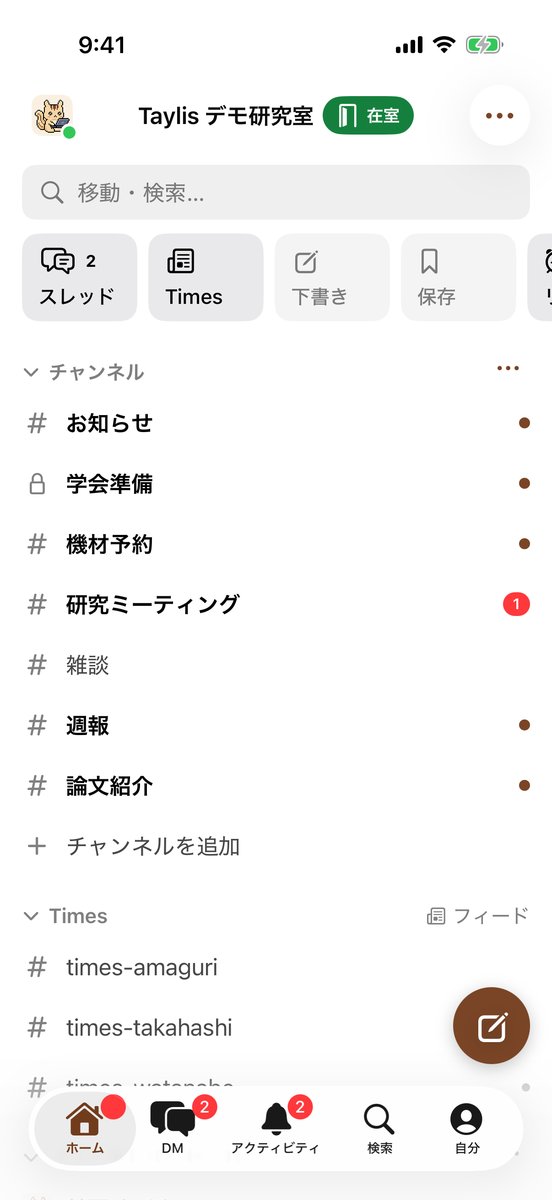 9:41
Taylis デモ研究室
在室
移動・検索...
2
スレッド
Times
下書き
保存
チャンネル
お知らせ
学会準備
機材予約
研究ミーティング
1
雑談
週報
論文紹介
チャンネルを追加
Times
フィード
times-amaguri
times-takahashi
2
2
ホーム
DM
アクティビティ
検索
自分